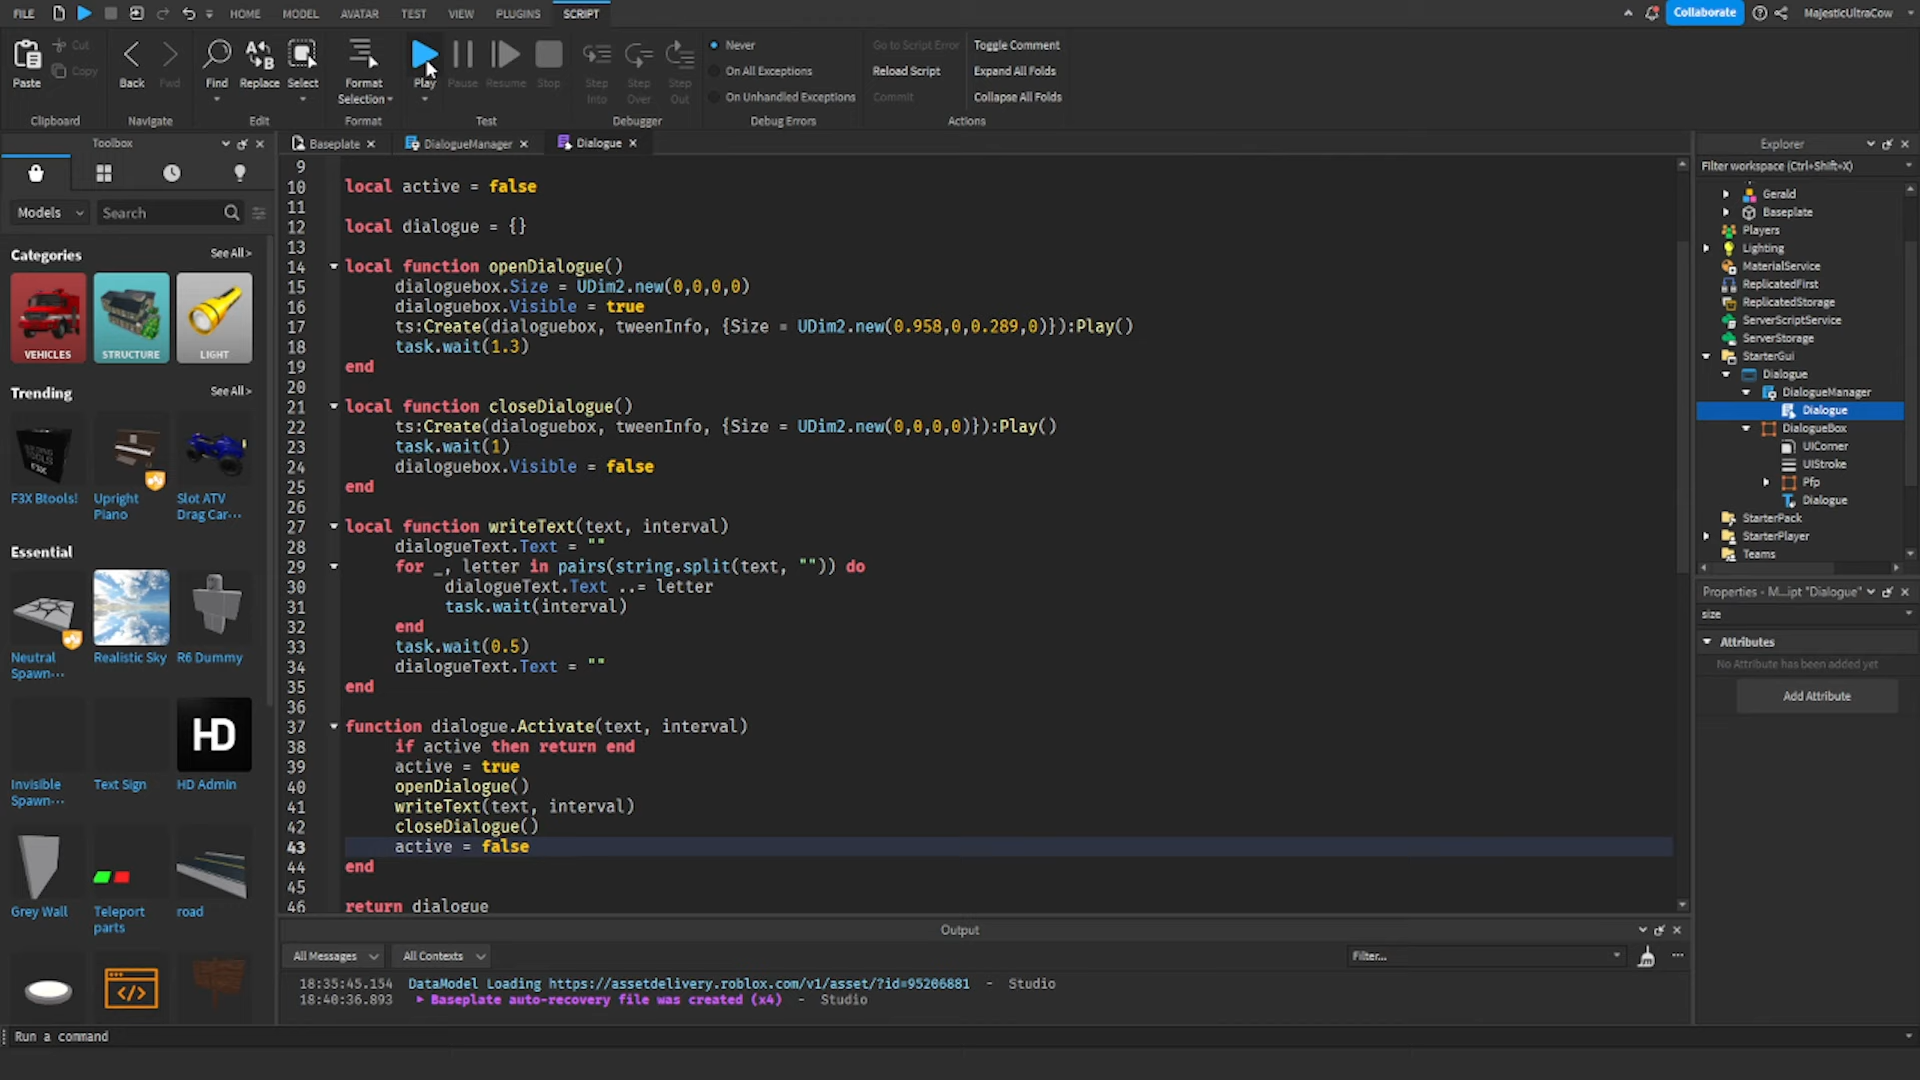 FILE HOME MODEL AVATAR TEST VIEW PLUGINS SCRIPT Collaborate MajesticUltraCow
Paste Cut Copy Back Fwd Find Replace Select Format Selection Play Pause Resume Stop Step Into Step Over Step Out
Never
On All Exceptions
On Unhandled Exceptions
Go to Script Error
Reload Script
Commit
Toggle Comment
Expand All Folds
Collapse All Folds
Clipboard Navigate Edit Format Test Debugger Debug Errors Actions
Toolbox
Models Search
Categories See All >
VEHICLES STRUCTURE LIGHT
Trending See All >
BUILDING TOOLS F3X
F3X Btools! Upright Piano Slot ATV Drag Car···
Essential
Neutral Spawn··· Realistic Sky R6 Dummy
HD
Invisible Spawn··· Text Sign HD Admin
Grey Wall Teleport parts road
</>
Baseplate DialogueManager Dialogue
9
10 local active = false
11
12 local dialogue = {}
13
14 local function openDialogue()
15 dialoguebox.Size = UDim2.new(0,0,0,0)
16 dialoguebox.Visible = true
17 ts:Create(dialoguebox, tweenInfo, {Size = UDim2.new(0.958,0,0.289,0)}):Play()
18 task.wait(1.3)
19 end
20
21 local function closeDialogue()
22 ts:Create(dialoguebox, tweenInfo, {Size = UDim2.new(0,0,0,0)}):Play()
23 task.wait(1)
24 dialoguebox.Visible = false
25 end
26
27 local function writeText(text, interval)
28 dialogueText.Text = ""
29 for _, letter in pairs(string.split(text, "")) do
30 dialogueText.Text ..= letter
31 task.wait(interval)
32 end
33 task.wait(0.5)
34 dialogueText.Text = ""
35 end
36
37 function dialogue.Activate(text, interval)
38 if active then return end
39 active = true
40 openDialogue()
41 writeText(text, interval)
42 closeDialogue()
43 active = false
44 end
45
46 return dialogue
Output
All Messages All Contexts Filter...
18:35:45.154 DataModel Loading https://assetdelivery.roblox.com/v1/asset/?id=95206881 - Studio
18:40:36.893 Baseplate auto-recovery file was created (x4) - Studio
Run a command
Explorer
Filter workspace (Ctrl+Shift+X)
Gerald
Baseplate
Players
Lighting
MaterialService
ReplicatedFirst
ReplicatedStorage
ServerScriptService
ServerStorage
StarterGui
Dialogue
DialogueManager
Dialogue
DialogueBox
UICorner
UIStroke
Pfp
Dialogue
StarterPack
StarterPlayer
Teams
Properties - M...ipt "Dialogue"
size
Attributes
No Attribute has been added yet
Add Attribute